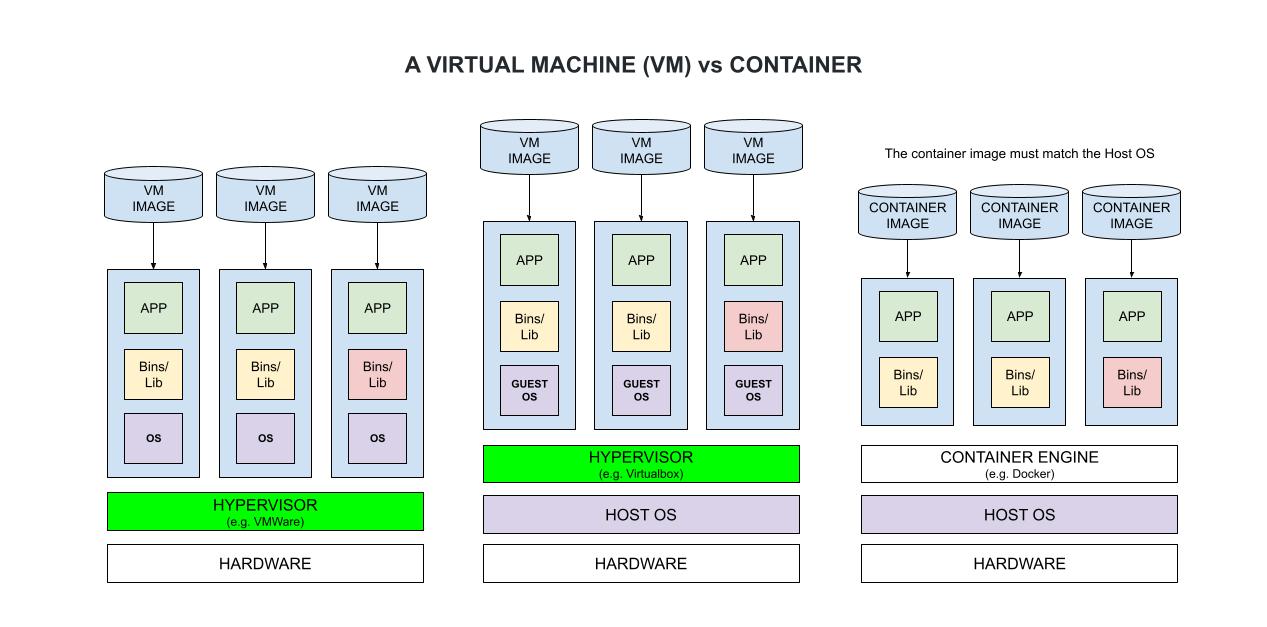 A VIRTUAL MACHINE (VM) vs CONTAINER
VM
IMAGE
VM
IMAGE
VM
IMAGE
APP
APP
APP
Bins/
Lib
Bins/
Lib
Bins/
Lib
OS
OS
OS
HYPERVISOR
(e.g. VMWare)
HARDWARE
VM
IMAGE
VM
IMAGE
VM
IMAGE
APP
APP
APP
Bins/
Lib
Bins/
Lib
Bins/
Lib
GUEST
OS
GUEST
OS
GUEST
OS
HYPERVISOR
(e.g. Virtualbox)
HOST OS
HARDWARE
The container image must match the Host OS
CONTAINER
IMAGE
CONTAINER
IMAGE
CONTAINER
IMAGE
APP
APP
APP
Bins/
Lib
Bins/
Lib
Bins/
Lib
CONTAINER ENGINE
(e.g. Docker)
HOST OS
HARDWARE